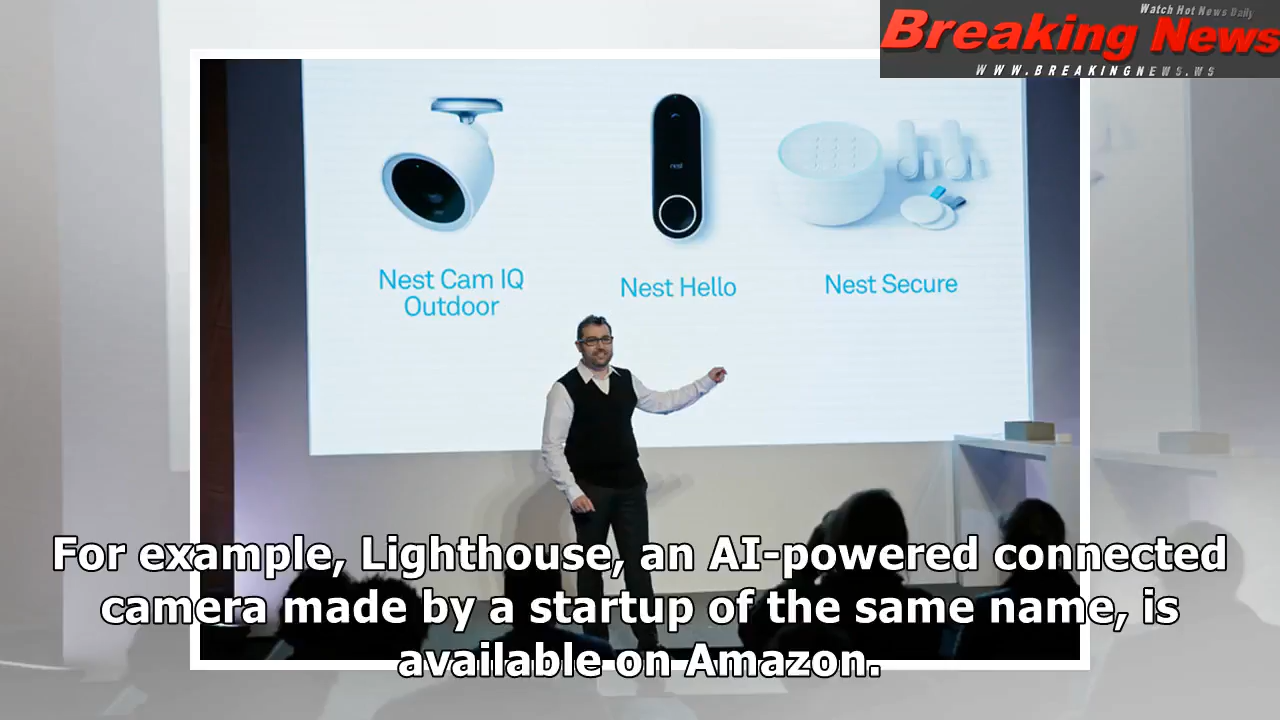 Watch Hot News Daily
Breaking News
WWW.BREAKINGNEWS.WS
nest
Nest Cam IQ
Outdoor
Nest Hello
Nest Secure
For example, Lighthouse, an AI-powered connected
camera made by a startup of the same name, is
available on Amazon.